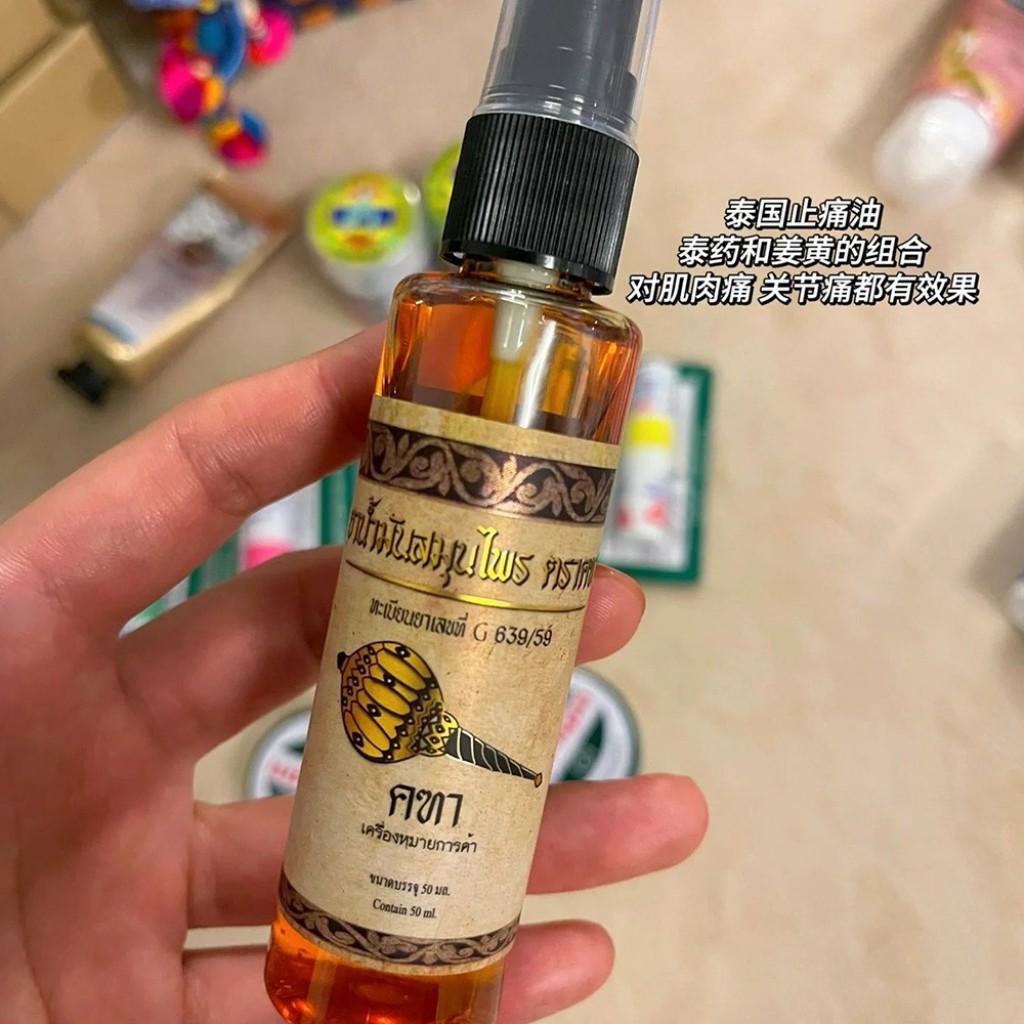 泰国止痛油
泰药和姜黄的组合
对肌肉痛 关节痛都有效果
น้ำมันสมุนไพร
ทะเบียนยาเลขที่ G 639/59
คฑา
เครื่องหมายการค้า
ขนาดบรรจุ 50 มล.
Contain 50 ml.